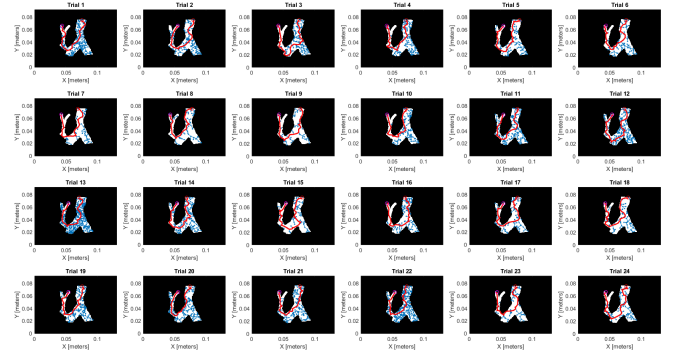 Trial 1 Trial 2 Trial 3 Trial 4 Trial 5 Trial 6
Y [meters] 0.08 0.06 0.04 0.02 0 Y [meters] 0.08 0.06 0.04 0.02 0 Y [meters] 0.08 0.06 0.04 0.02 0 Y [meters] 0.08 0.06 0.04 0.02 0 Y [meters] 0.08 0.06 0.04 0.02 0 Y [meters] 0.08 0.06 0.04 0.02 0
0 0.05 0.1 0 0.05 0.1 0 0.05 0.1 0 0.05 0.1 0 0.05 0.1 0 0.05 0.1
X [meters] X [meters] X [meters] X [meters] X [meters] X [meters]
Trial 7 Trial 8 Trial 9 Trial 10 Trial 11 Trial 12
Y [meters] 0.08 0.06 0.04 0.02 0 Y [meters] 0.08 0.06 0.04 0.02 0 Y [meters] 0.08 0.06 0.04 0.02 0 Y [meters] 0.08 0.06 0.04 0.02 0 Y [meters] 0.08 0.06 0.04 0.02 0 Y [meters] 0.08 0.06 0.04 0.02 0
0 0.05 0.1 0 0.05 0.1 0 0.05 0.1 0 0.05 0.1 0 0.05 0.1 0 0.05 0.1
X [meters] X [meters] X [meters] X [meters] X [meters] X [meters]
Trial 13 Trial 14 Trial 15 Trial 16 Trial 17 Trial 18
Y [meters] 0.08 0.06 0.04 0.02 0 Y [meters] 0.08 0.06 0.04 0.02 0 Y [meters] 0.08 0.06 0.04 0.02 0 Y [meters] 0.08 0.06 0.04 0.02 0 Y [meters] 0.08 0.06 0.04 0.02 0 Y [meters] 0.08 0.06 0.04 0.02 0
0 0.05 0.1 0 0.05 0.1 0 0.05 0.1 0 0.05 0.1 0 0.05 0.1 0 0.05 0.1
X [meters] X [meters] X [meters] X [meters] X [meters] X [meters]
Trial 19 Trial 20 Trial 21 Trial 22 Trial 23 Trial 24
Y [meters] 0.08 0.06 0.04 0.02 0 Y [meters] 0.08 0.06 0.04 0.02 0 Y [meters] 0.08 0.06 0.04 0.02 0 Y [meters] 0.08 0.06 0.04 0.02 0 Y [meters] 0.08 0.06 0.04 0.02 0 Y [meters] 0.08 0.06 0.04 0.02 0
0 0.05 0.1 0 0.05 0.1 0 0.05 0.1 0 0.05 0.1 0 0.05 0.1 0 0.05 0.1
X [meters] X [meters] X [meters] X [meters] X [meters] X [meters]